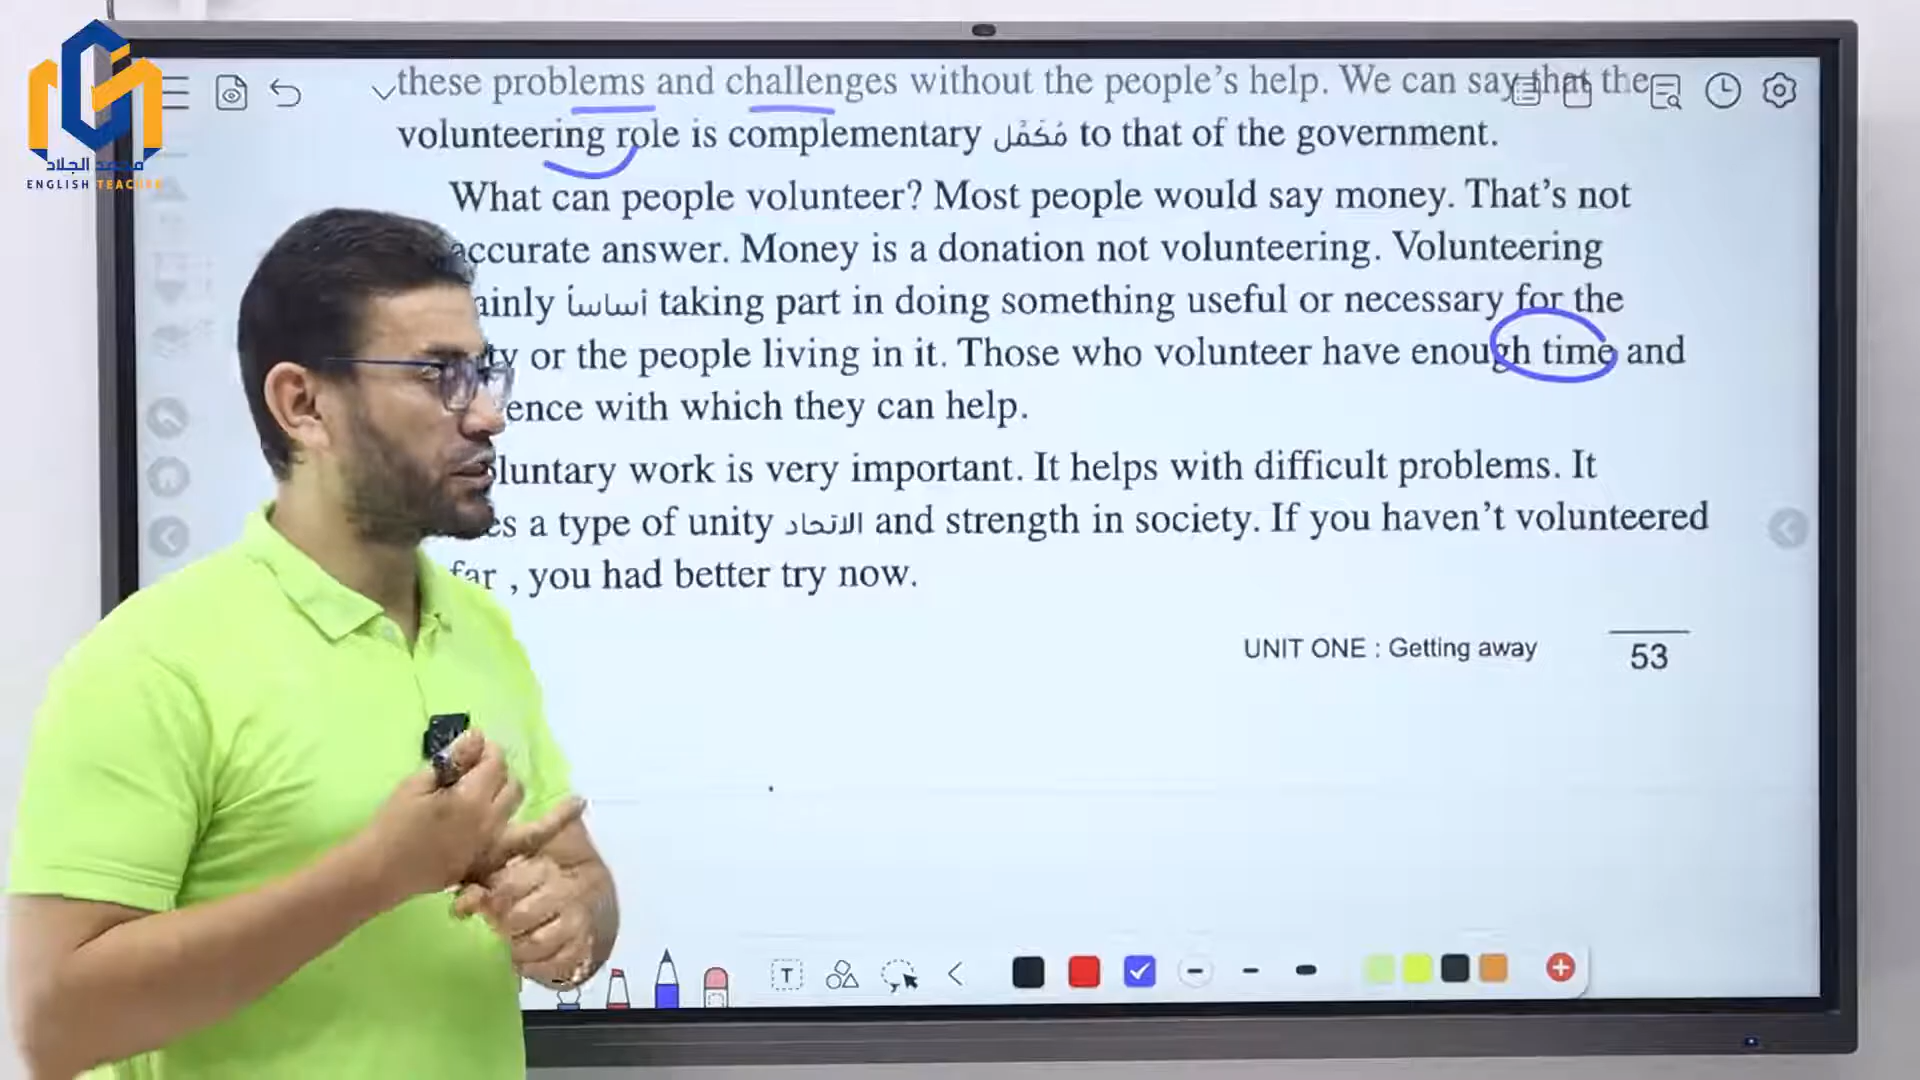 these problems and challenges without the people's help. We can say that the
volunteering role is complementary مُكمّل to that of the government.
What can people volunteer? Most people would say money. That's not
accurate answer. Money is a donation not volunteering. Volunteering
أساساً taking part in doing something useful or necessary for the
or the people living in it. Those who volunteer have enough time and
with which they can help.
work is very important. It helps with difficult problems. It
a type of unity الاتحاد and strength in society. If you haven't volunteered
far , you had better try now.
UNIT ONE : Getting away
53
محمد الجلاد
ENGLISH TEACHER
T